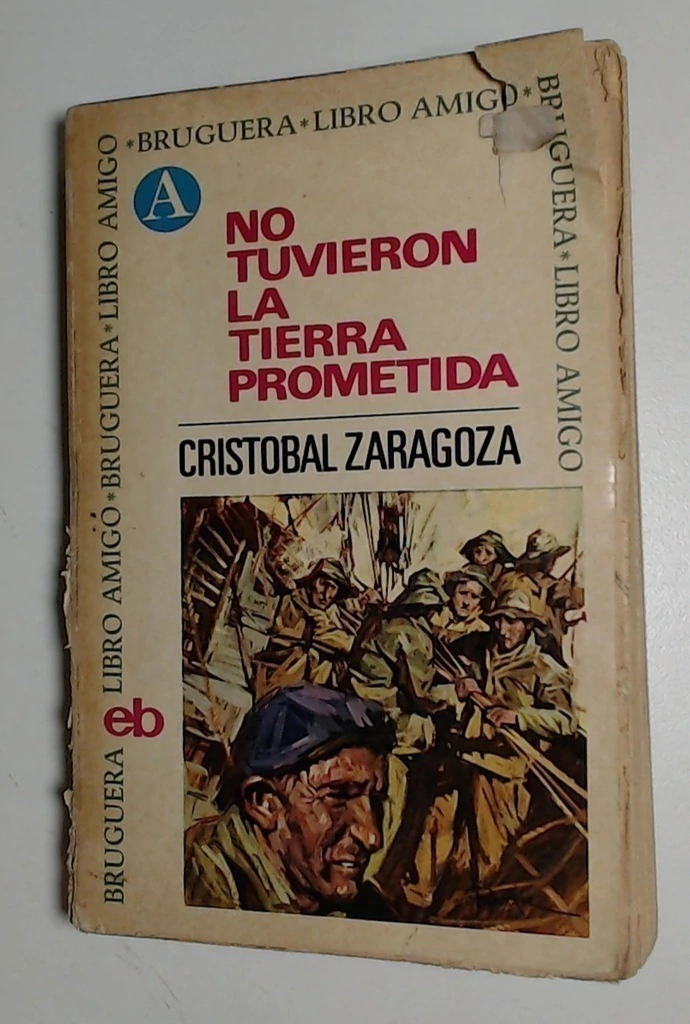 *BRUGUERA*LIBRO AMIGO*
BRUGUERA*LIBRO AMIGO
BRUGUERA LIBRO AMIGO*BRUGUERA*LIBRO AMIGO
A
NO
TUVIERON
LA
TIERRA
PROMETIDA
CRISTOBAL ZARAGOZA
eb